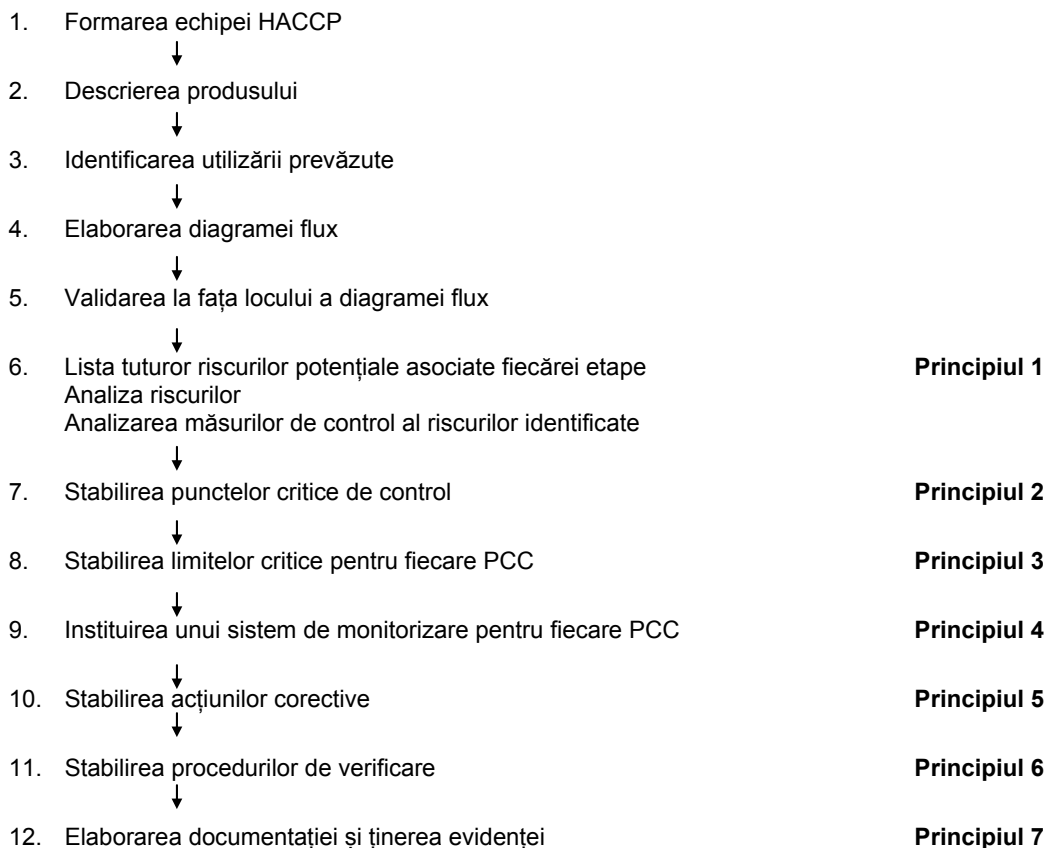 1. Formarea echipei HACCP
2. Descrierea produsului
3. Identificarea utilizării prevăzute
4. Elaborarea diagramei flux
5. Validarea la fața locului a diagramei flux
6. Lista tuturor riscurilor potențiale asociate fiecărei etape Principiul 1
Analiza riscurilor
Analizarea măsurilor de control al riscurilor identificate
7. Stabilirea punctelor critice de control Principiul 2
8. Stabilirea limitelor critice pentru fiecare PCC Principiul 3
9. Instituirea unui sistem de monitorizare pentru fiecare PCC Principiul 4
10. Stabilirea acțiunilor corective Principiul 5
11. Stabilirea procedurilor de verificare Principiul 6
12. Elaborarea documentației și ținerea evidenței Principiul 7